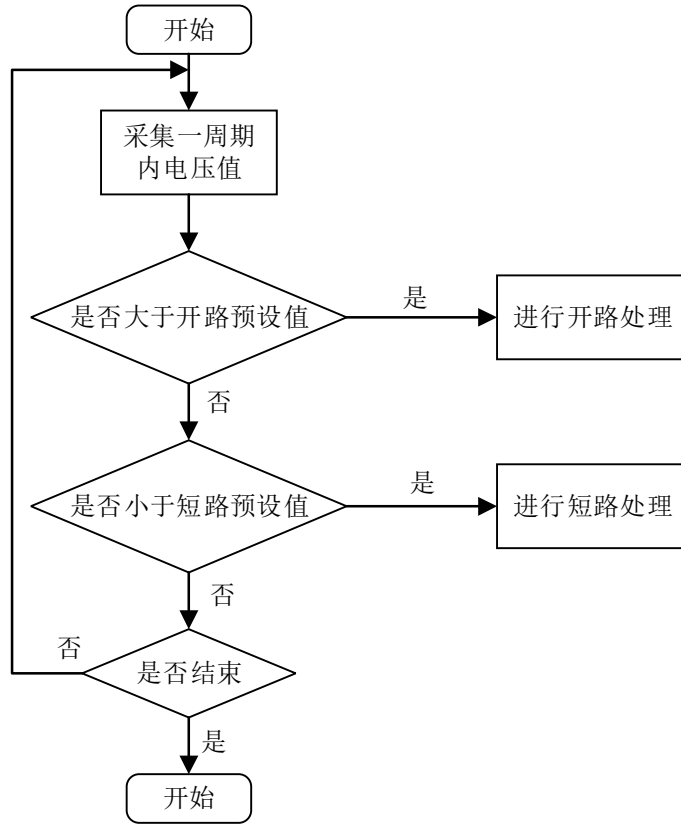 开始
采集一周期
内电压值
是否大于开路预设值
是
进行开路处理
否
是否小于短路预设值
是
进行短路处理
否
否
是否结束
是
开始